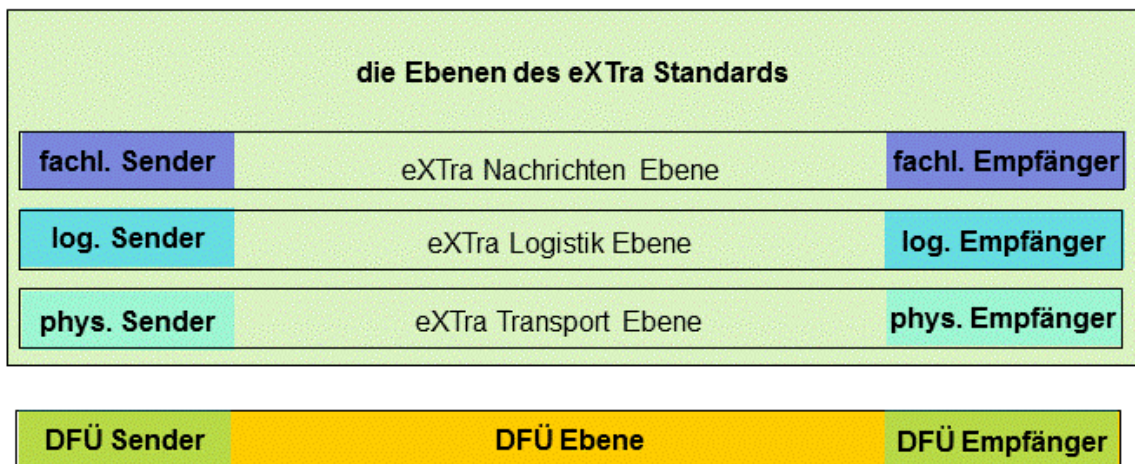 die Ebenen des eXTra Standards
fachl. Sender eXTra Nachrichten Ebene fachl. Empfänger
log. Sender eXTra Logistik Ebene log. Empfänger
phys. Sender eXTra Transport Ebene phys. Empfänger
DFÜ Sender DFÜ Ebene DFÜ Empfänger